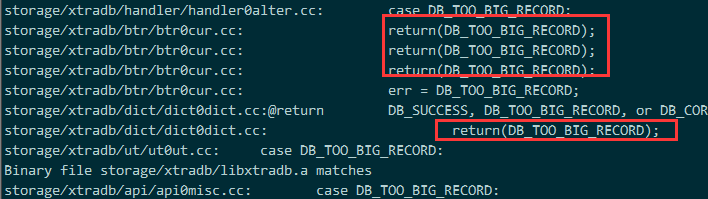 storage/xtradb/handler/handler0alter.cc: case DB_TOO_BIG_RECORD:
storage/xtradb/btr/btr0cur.cc: return(DB_TOO_BIG_RECORD);
storage/xtradb/btr/btr0cur.cc: return(DB_TOO_BIG_RECORD);
storage/xtradb/btr/btr0cur.cc: return(DB_TOO_BIG_RECORD);
storage/xtradb/btr/btr0cur.cc: err = DB_TOO_BIG_RECORD;
storage/xtradb/dict/dict0dict.cc:@return DB_SUCCESS, DB_TOO_BIG_RECORD, or DB_COR
storage/xtradb/dict/dict0dict.cc: return(DB_TOO_BIG_RECORD);
storage/xtradb/ut/ut0ut.cc: case DB_TOO_BIG_RECORD:
Binary file storage/xtradb/libxtradb.a matches
storage/xtradb/api/api0misc.cc: case DB_TOO_BIG_RECORD: